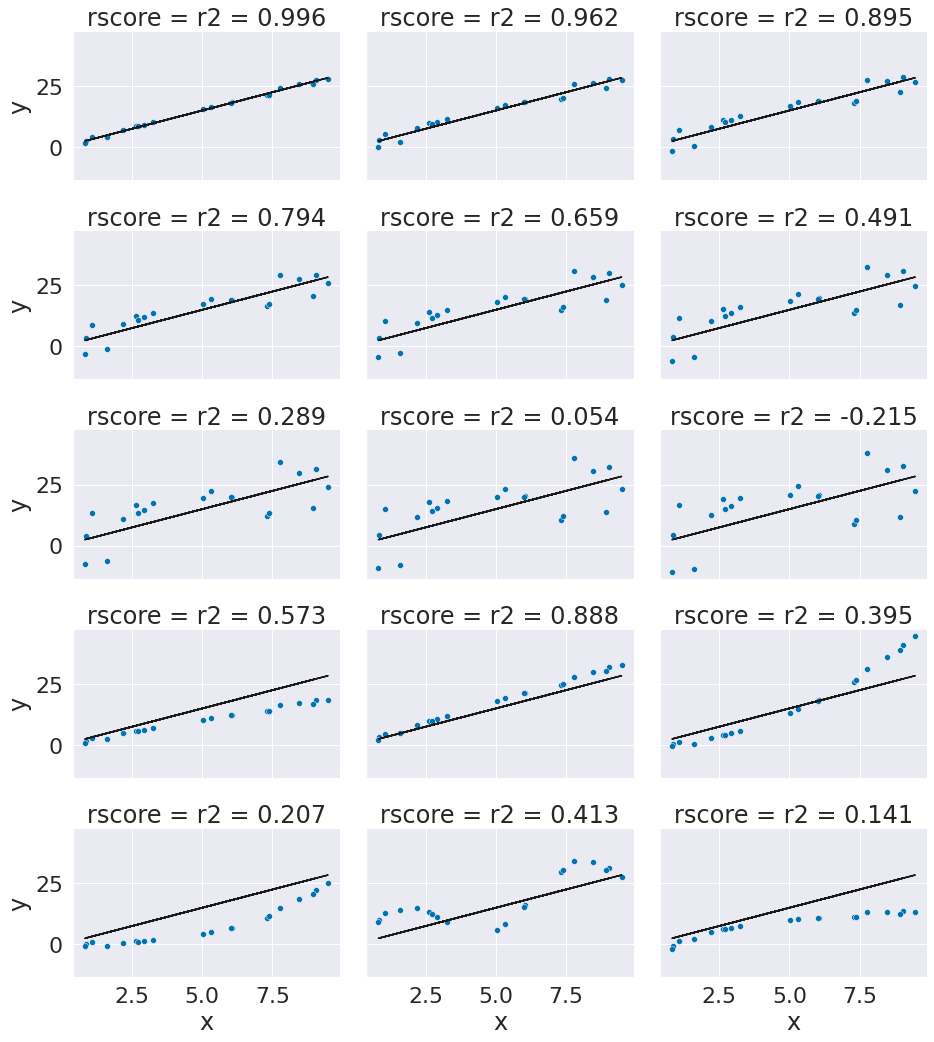 rscore = r2 = 0.996 rscore = r2 = 0.962 rscore = r2 = 0.895
25
y
0
rscore = r2 = 0.794 rscore = r2 = 0.659 rscore = r2 = 0.491
25
y
0
rscore = r2 = 0.289 rscore = r2 = 0.054 rscore = r2 = -0.215
25
y
0
rscore = r2 = 0.573 rscore = r2 = 0.888 rscore = r2 = 0.395
25
y
0
rscore = r2 = 0.207 rscore = r2 = 0.413 rscore = r2 = 0.141
25
y
0
2.5 5.0 7.5 2.5 5.0 7.5 2.5 5.0 7.5
x x x